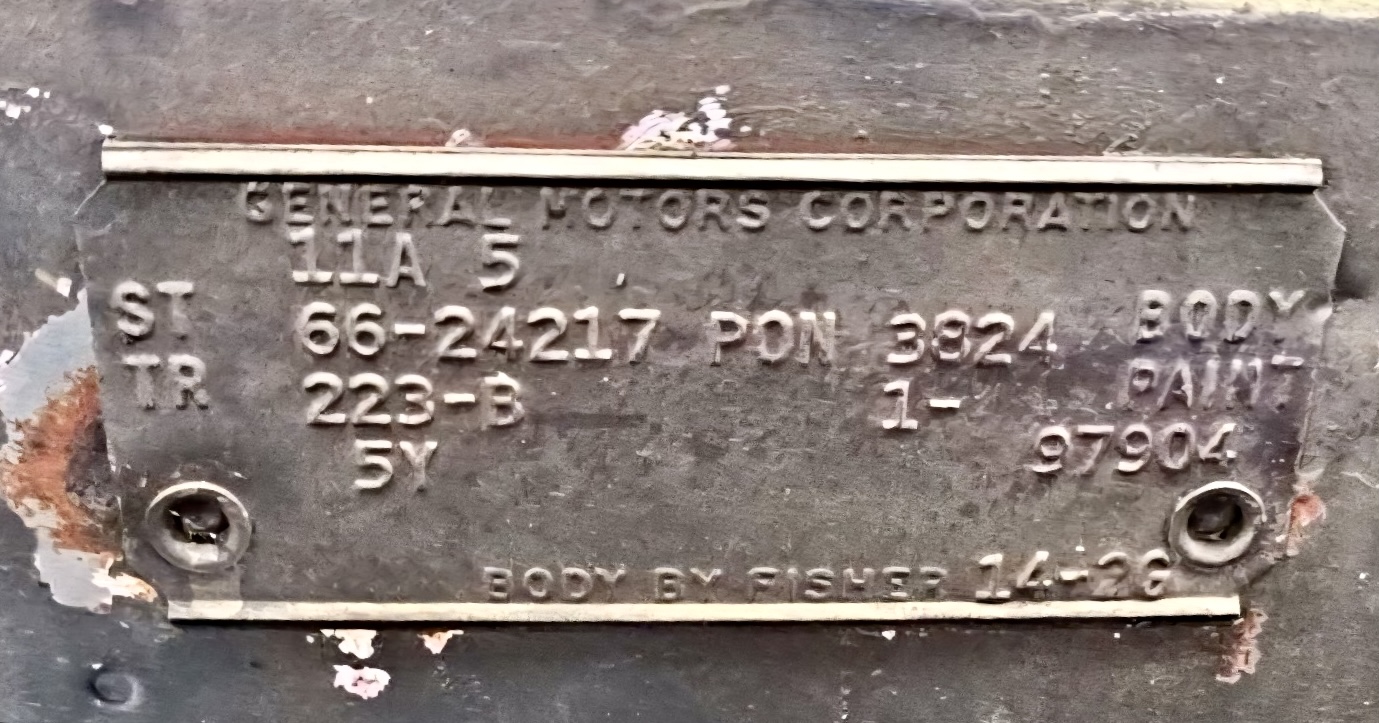 GENERAL MOTORS CORPORATION
11A 5
ST 66-24217 PON 3824 BODY
TR 223-B 1- PAINT
5Y 97904
BODY BY FISHER 14-2G